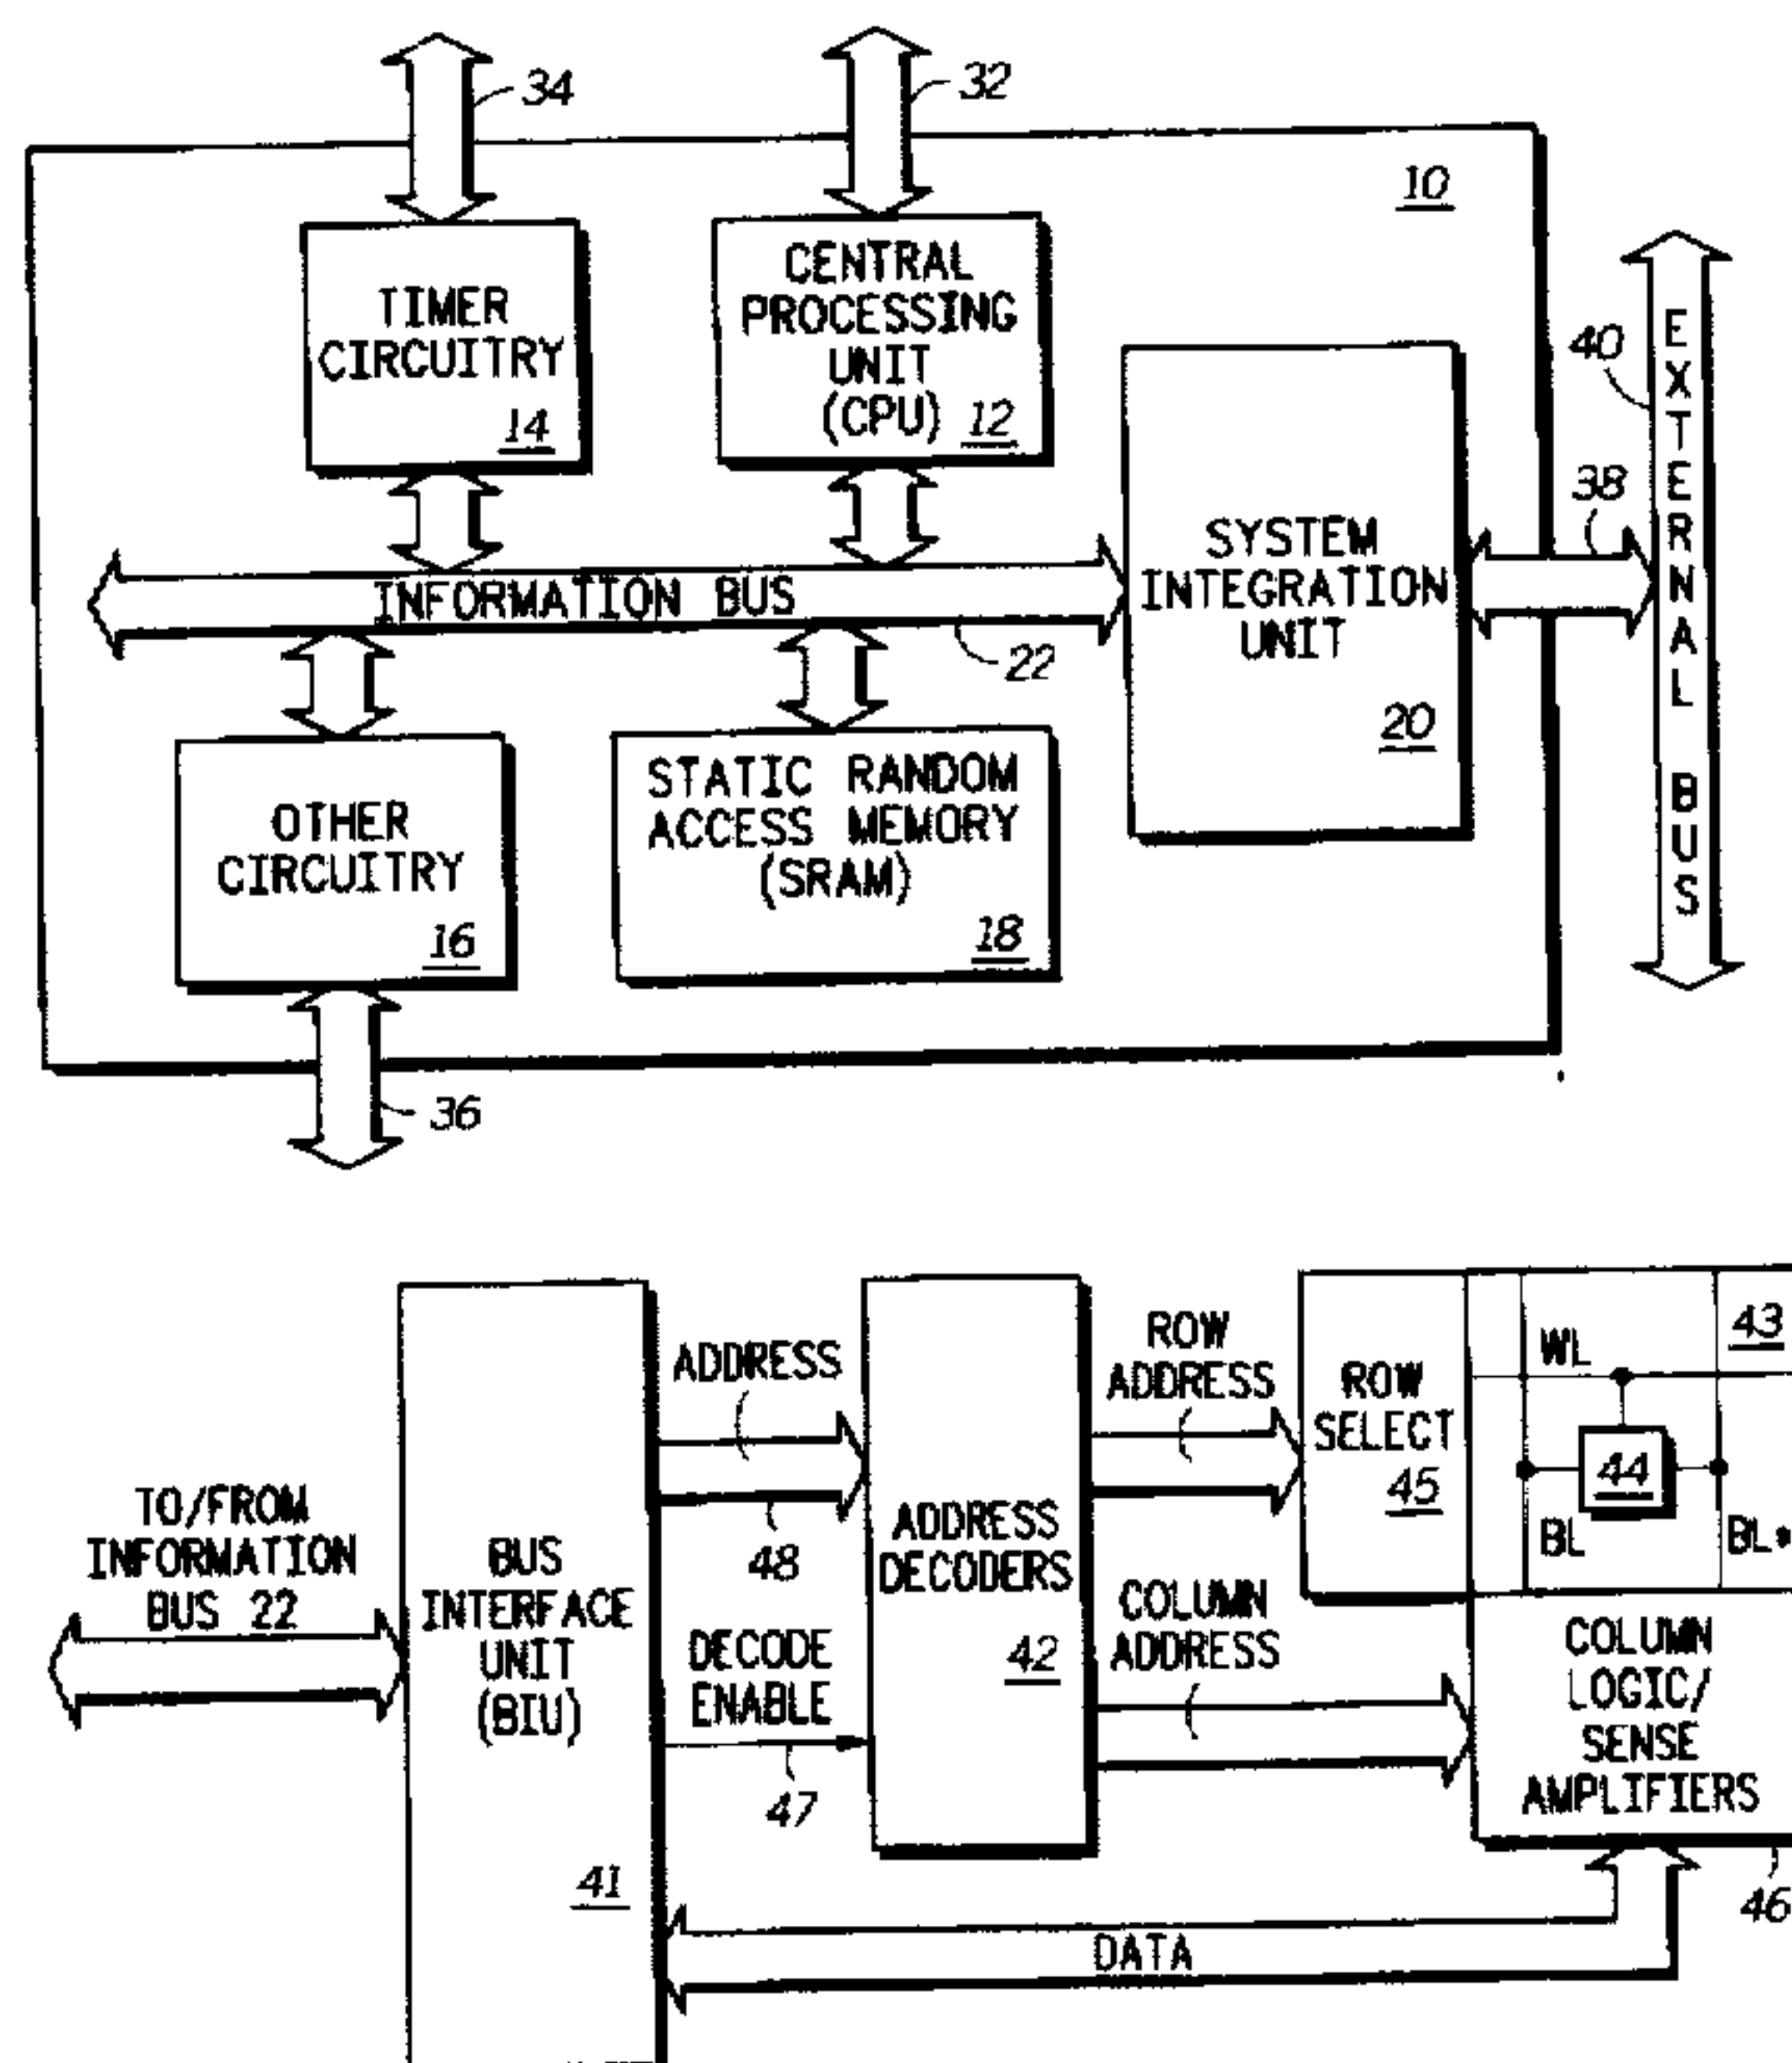 34
32
10
TIMER
CIRCUITRY
14
CENTRAL
PROCESSING
UNIT
(CPU)
12
40
EXTERNAL BUS
38
SYSTEM
INTEGRATION
UNIT
20
INFORMATION BUS
22
OTHER
CIRCUITRY
16
STATIC RANDOM
ACCESS MEMORY
(SRAM)
18
36
TO/FROM
INFORMATION
BUS 22
BUS
INTERFACE
UNIT
(BIU)
41
ADDRESS
48
DECODE
ENABLE
47
ADDRESS
DECODERS
42
ROW
ADDRESS
COLUMN
ADDRESS
ROW
SELECT
45
WL
43
44
BL
BL*
COLUMN
LOGIC/
SENSE
AMPLIFIERS
46
DATA